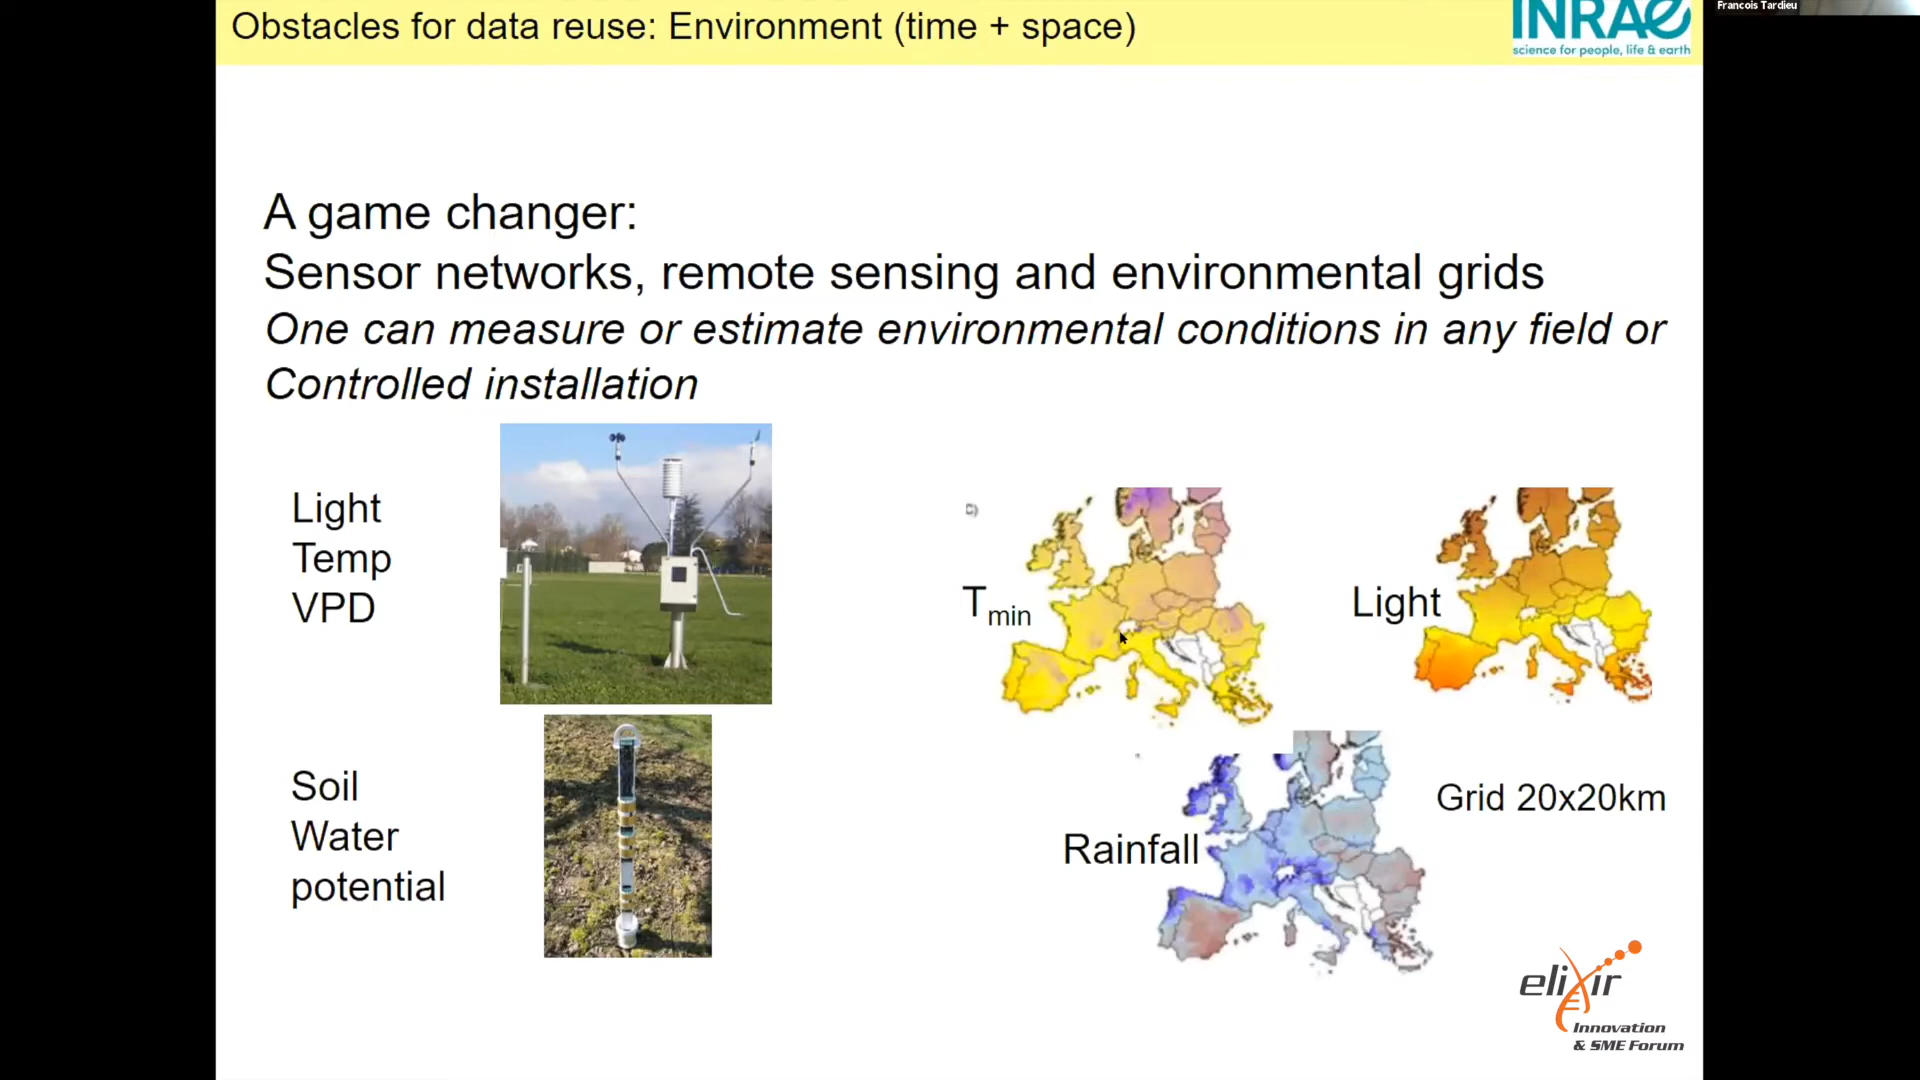 Francois Tardieu
Obstacles for data reuse: Environment (time + space)
INRAE
science for people, life & earth
A game changer:
Sensor networks, remote sensing and environmental grids
One can measure or estimate environmental conditions in any field or
Controlled installation
Light
Temp
VPD
c)
Tmin
Light
Soil
Water
potential
Rainfall
Grid 20x20km
elixir
Innovation
& SME Forum